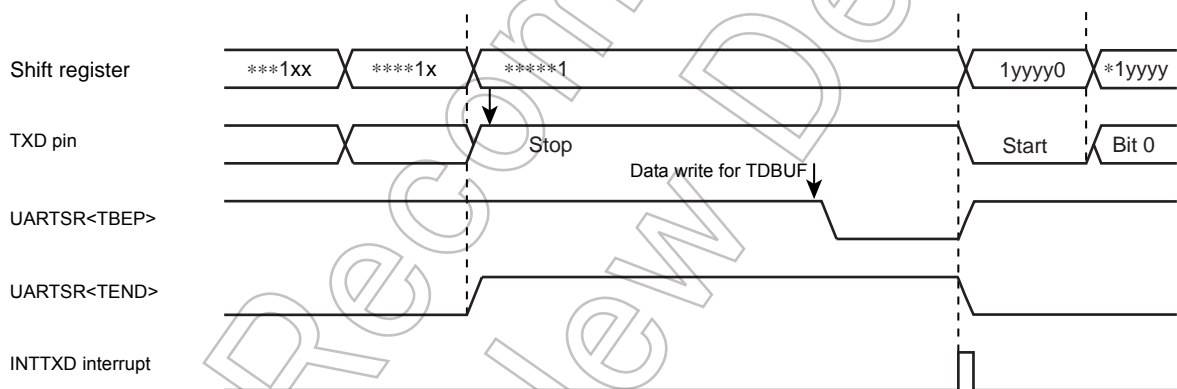 Shift register ***1xx ****1x *****1 1yyyy0 *1yyyy
TXD pin Stop Start Bit 0
Data write for TDBUF
UARTSR<TBEP>
UARTSR<TEND>
INTTXD interrupt